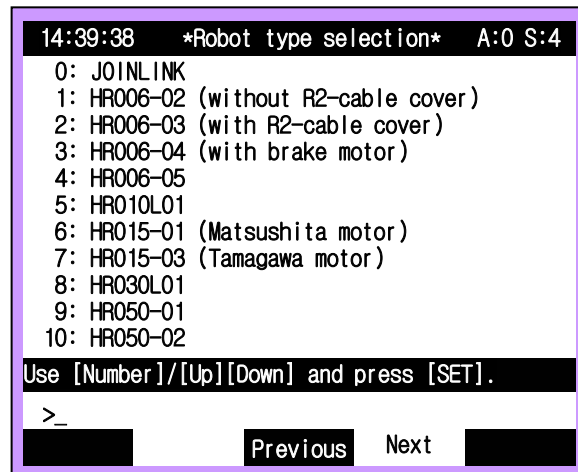 14:39:38 *Robot type selection* A:0 S:4
0: JOINLINK
1: HR006-02 (without R2-cable cover)
2: HR006-03 (with R2-cable cover)
3: HR006-04 (with brake motor)
4: HR006-05
5: HR010L01
6: HR015-01 (Matsushita motor)
7: HR015-03 (Tamagawa motor)
8: HR030L01
9: HR050-01
10: HR050-02
Use [Number]/[Up][Down] and press [SET].
>_
Previous Next